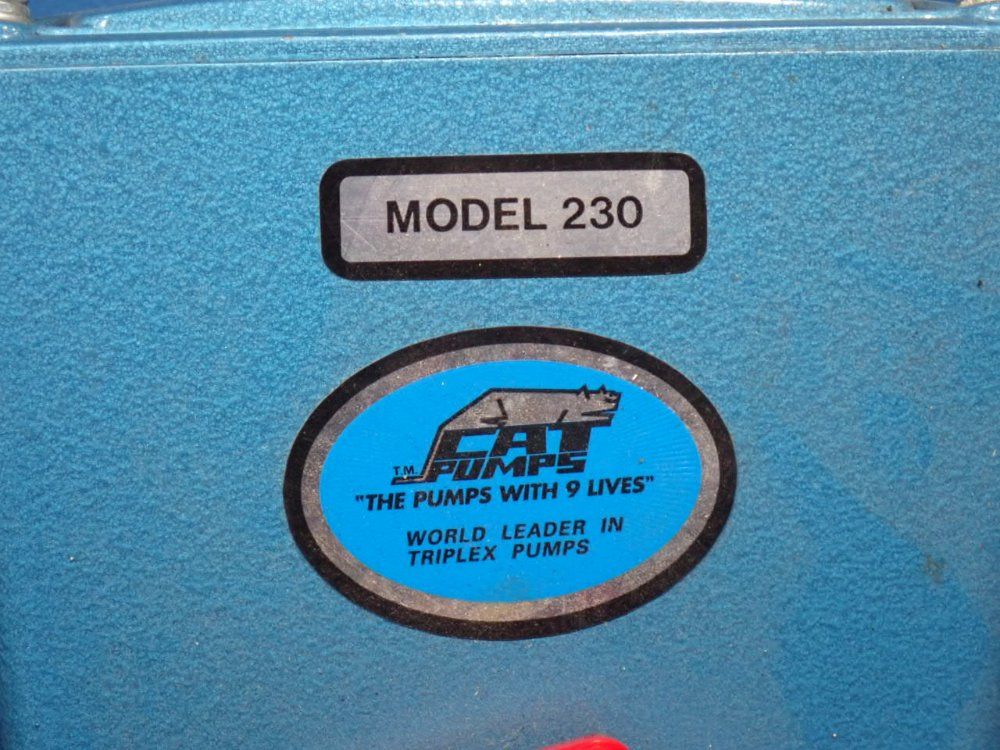 MODEL 230
CAT
T.M. PUMPS
"THE PUMPS WITH 9 LIVES"
WORLD LEADER IN
TRIPLEX PUMPS